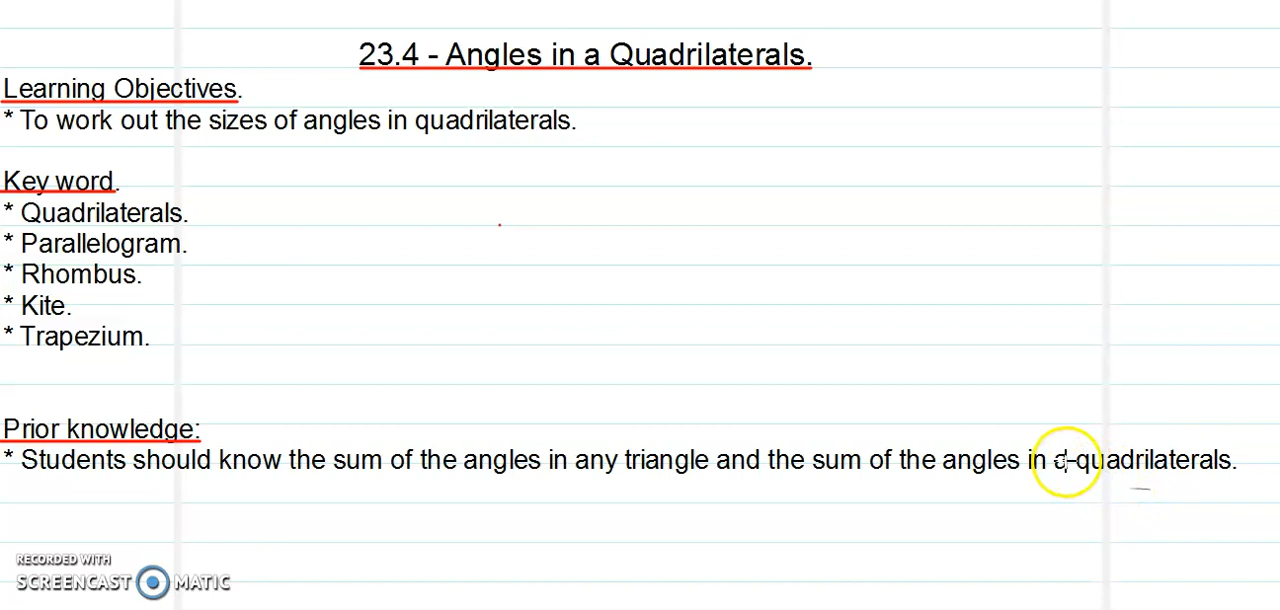 23.4 - Angles in a Quadrilaterals.
Learning Objectives.
* To work out the sizes of angles in quadrilaterals.
Key word.
* Quadrilaterals.
* Parallelogram.
* Rhombus.
* Kite.
* Trapezium.
Prior knowledge:
* Students should know the sum of the angles in any triangle and the sum of the angles in quadrilaterals.
RECORDED WITH
SCREENCAST MATIC